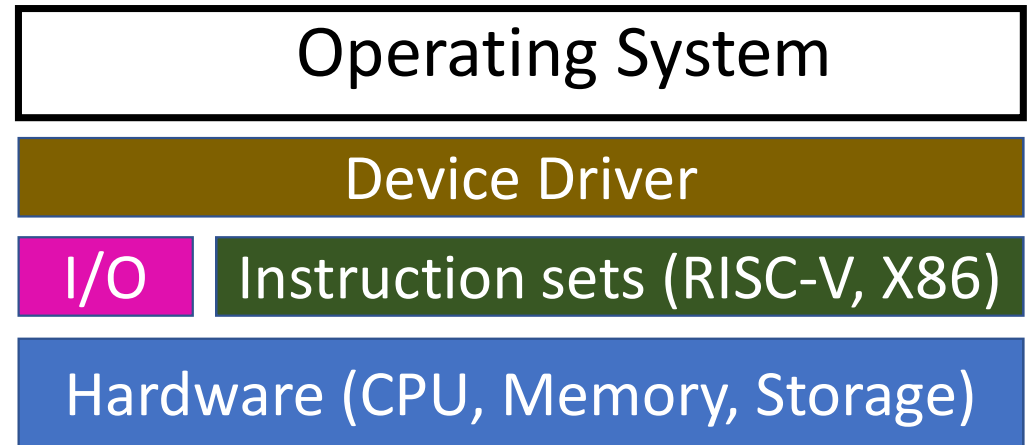 Operating System
Device Driver
I/O
Instruction sets (RISC-V, X86)
Hardware (CPU, Memory, Storage)